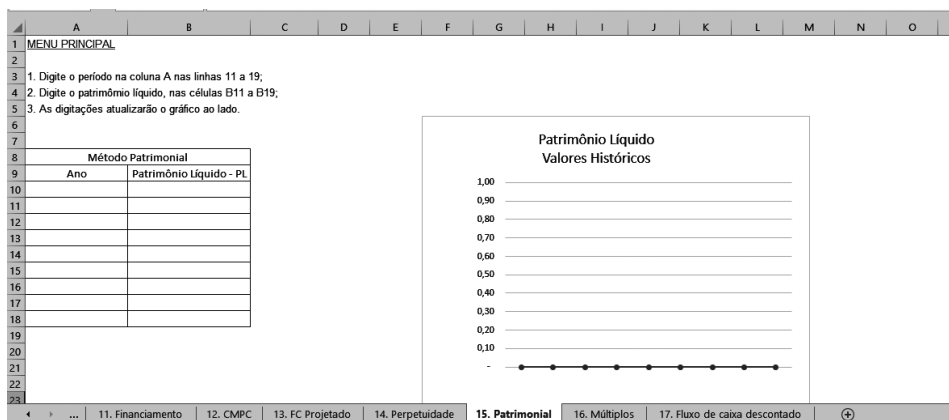 A B C D E F G H I J K L M N O
1 MENU PRINCIPAL
2
3 1. Digite o período na coluna A nas linhas 11 a 19;
4 2. Digite o patrimômio líquido, nas células B11 a B19;
5 3. As digitações atualizarão o gráfico ao lado.
6
7
8 Método Patrimonial
9 Ano Patrimônio Líquido - PL
10
11
12
13
14
15
16
17
18
19
20
21
22
23
Patrimônio Líquido
Valores Históricos
1,00
0,90
0,80
0,70
0,60
0,50
0,40
0,30
0,20
0,10
-
... 11. Financiamento 12. CMPC 13. FC Projetado 14. Perpetuidade 15. Patrimonial 16. Múltiplos 17. Fluxo de caixa descontado